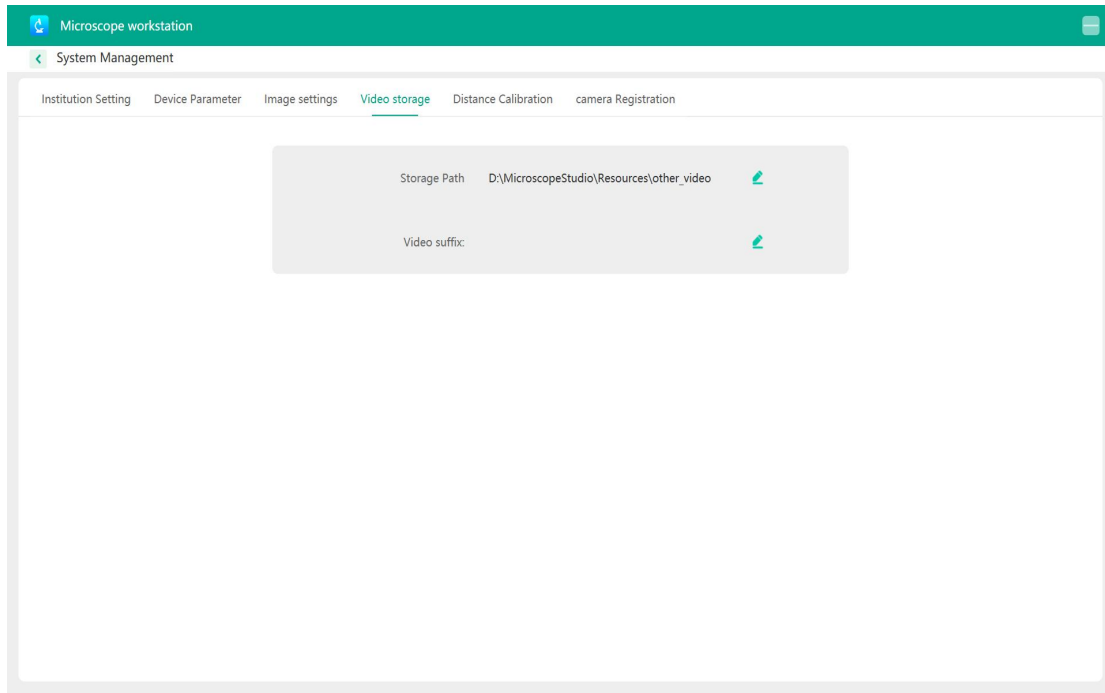 Microscope workstation
System Management
Institution Setting Device Parameter Image settings Video storage Distance Calibration camera Registration
Storage Path D:\MicroscopeStudio\Resources\other_video
Video suffix: